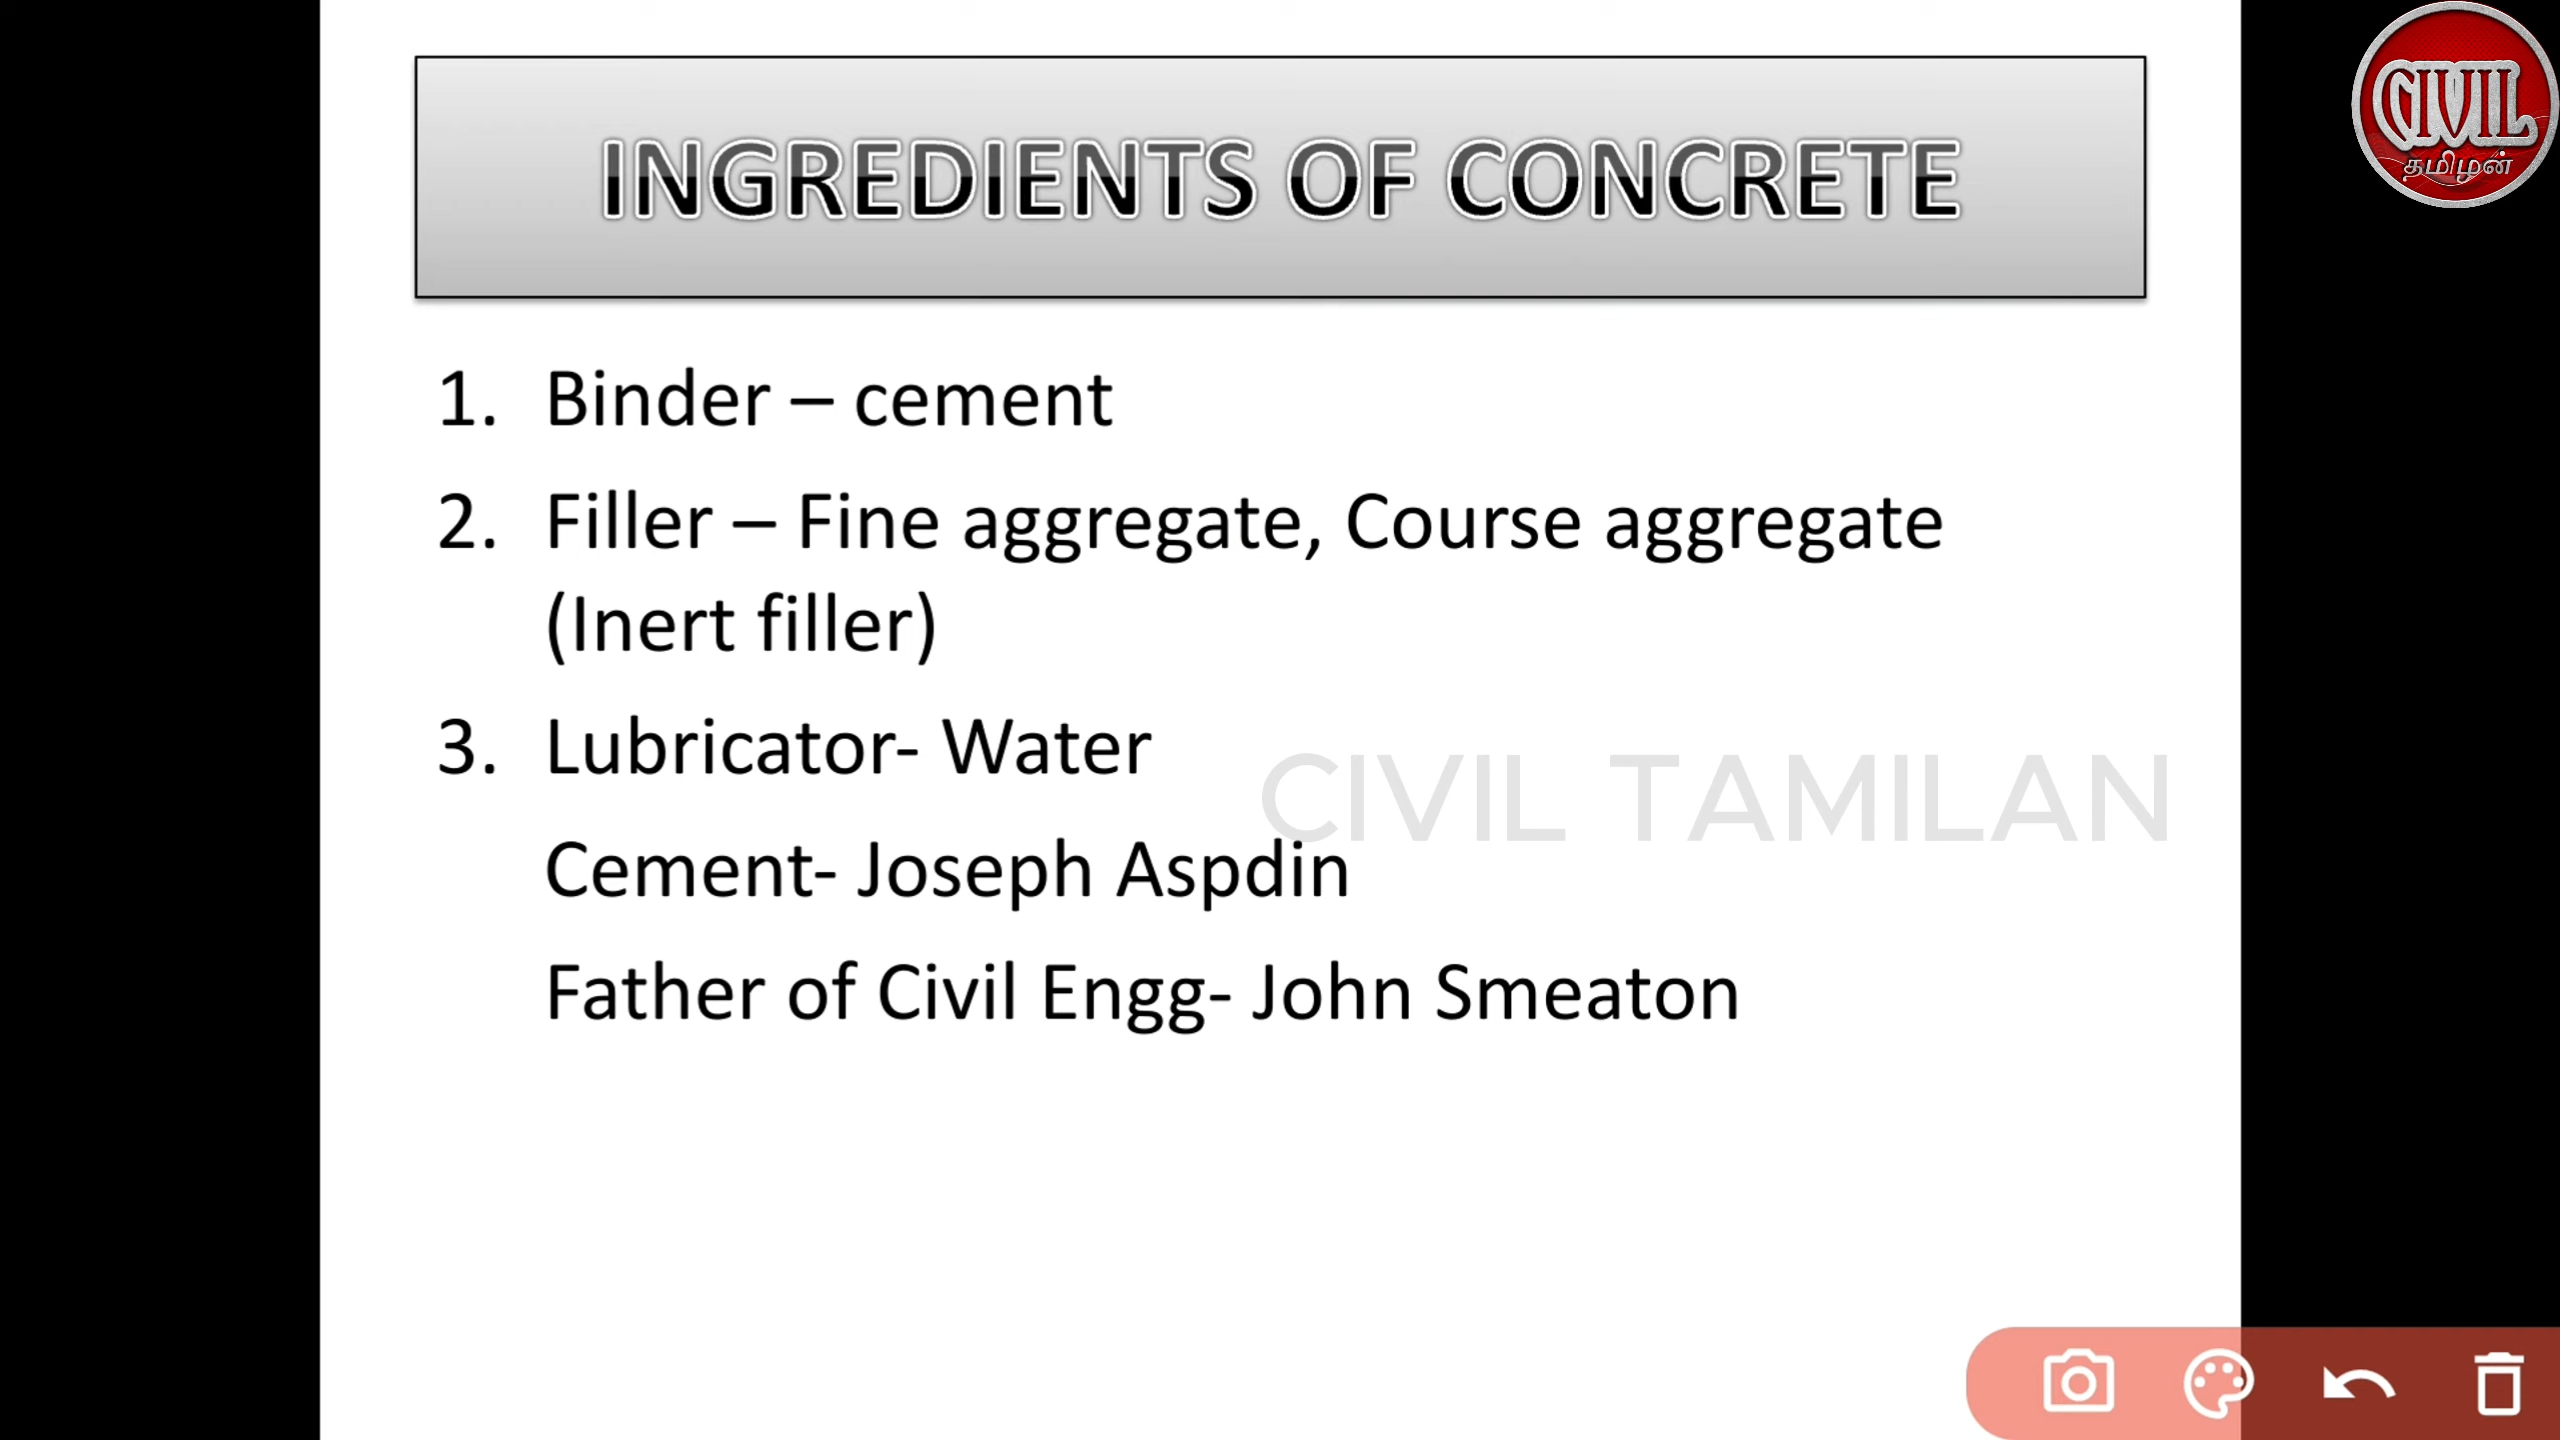 CIVIL
தமிழன்
INGREDIENTS OF CONCRETE
1. Binder – cement
2. Filler – Fine aggregate, Course aggregate
(Inert filler)
3. Lubricator- Water
CIVIL TAMILAN
Cement- Joseph Aspdin
Father of Civil Engg- John Smeaton